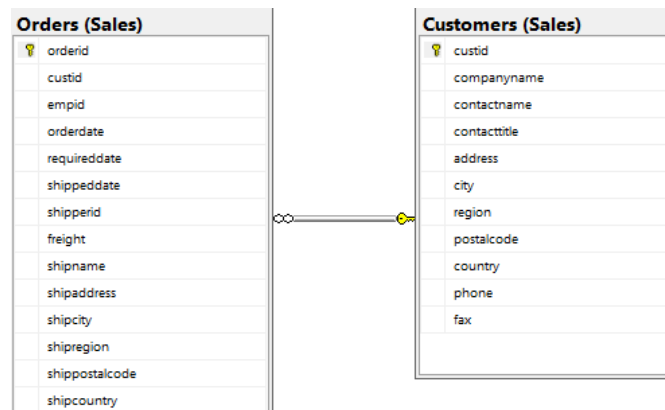 Orders (Sales)
orderid
custid
empid
orderdate
requireddate
shippeddate
shipperid
freight
shipname
shipaddress
shipcity
shipregion
shippostalcode
shipcountry
Customers (Sales)
custid
companyname
contactname
contacttitle
address
city
region
postalcode
country
phone
fax